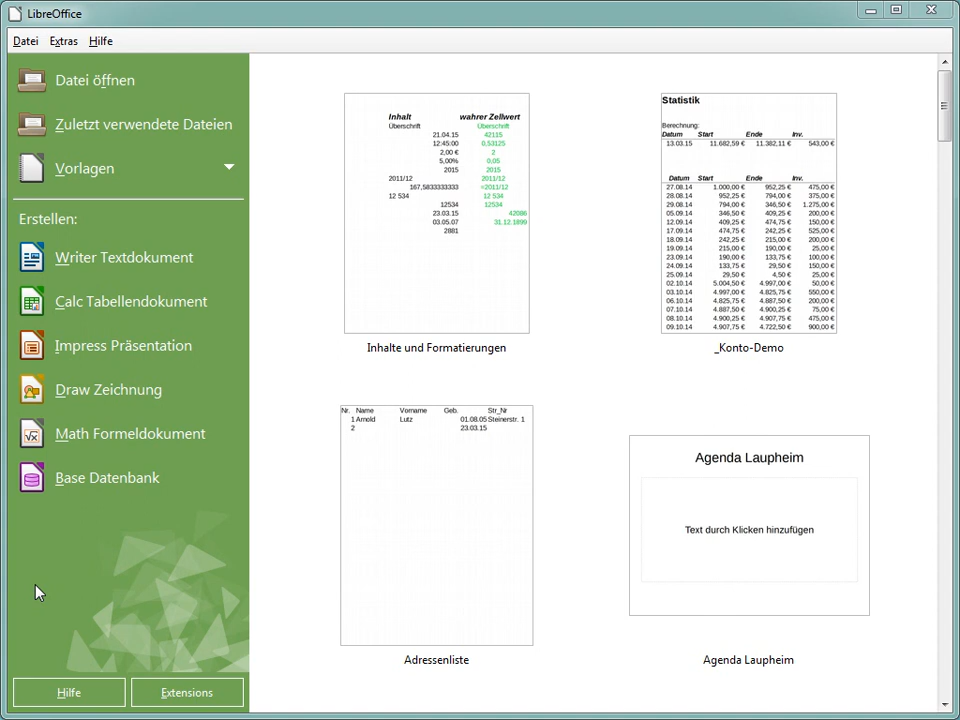 LibreOffice
Datei Extras Hilfe
Datei öffnen
Zuletzt verwendete Dateien
Vorlagen
Erstellen:
Writer Textdokument
Calc Tabellendokument
Impress Präsentation
Draw Zeichnung
Math Formeldokument
Base Datenbank
Hilfe Extensions
Inhalt wahrer Zellwert
Überschrift Überschrift
21.04.15 42115
12:45:00 0,53125
2,00 € 2
5,00% 0,05
2015 2015
2011/12 2011/12
167,5833333333 =2011/12
12 534 12 534
12534 12534
23.03.15 42086
03.05.07 31.12.1899
2881
Inhalte und Formatierungen
Statistik
Berechnung:
Datum Start Ende Inv.
13.03.15 11.682,59 € 11.382,11 € 543,00 €
Datum Start Ende Inv.
27.08.14 1.000,00 € 952,25 € 475,00 €
28.08.14 952,25 € 794,00 € 375,00 €
29.08.14 794,00 € 346,50 € 1.275,00 €
05.09.14 346,50 € 409,25 € 200,00 €
12.09.14 409,25 € 474,75 € 150,00 €
17.09.14 474,75 € 242,25 € 525,00 €
18.09.14 242,25 € 215,00 € 200,00 €
19.09.14 215,00 € 190,00 € 25,00 €
23.09.14 190,00 € 133,75 € 100,00 €
24.09.14 133,75 € 29,50 € 150,00 €
25.09.14 29,50 € 4,50 € 25,00 €
02.10.14 5.004,50 € 4.997,00 € 50,00 €
03.10.14 4.997,00 € 4.825,75 € 550,00 €
06.10.14 4.825,75 € 4.887,50 € 200,00 €
07.10.14 4.887,50 € 4.900,25 € 75,00 €
08.10.14 4.900,25 € 4.907,75 € 475,00 €
09.10.14 4.907,75 € 4.722,50 € 900,00 €
_Konto-Demo
Nr. Name Vorname Geb. Str_Nr
1 Arnold Lutz 01.08.05 Steinerstr. 1
2 23.03.15
Adressenliste
Agenda Laupheim
Text durch Klicken hinzufügen
Agenda Laupheim